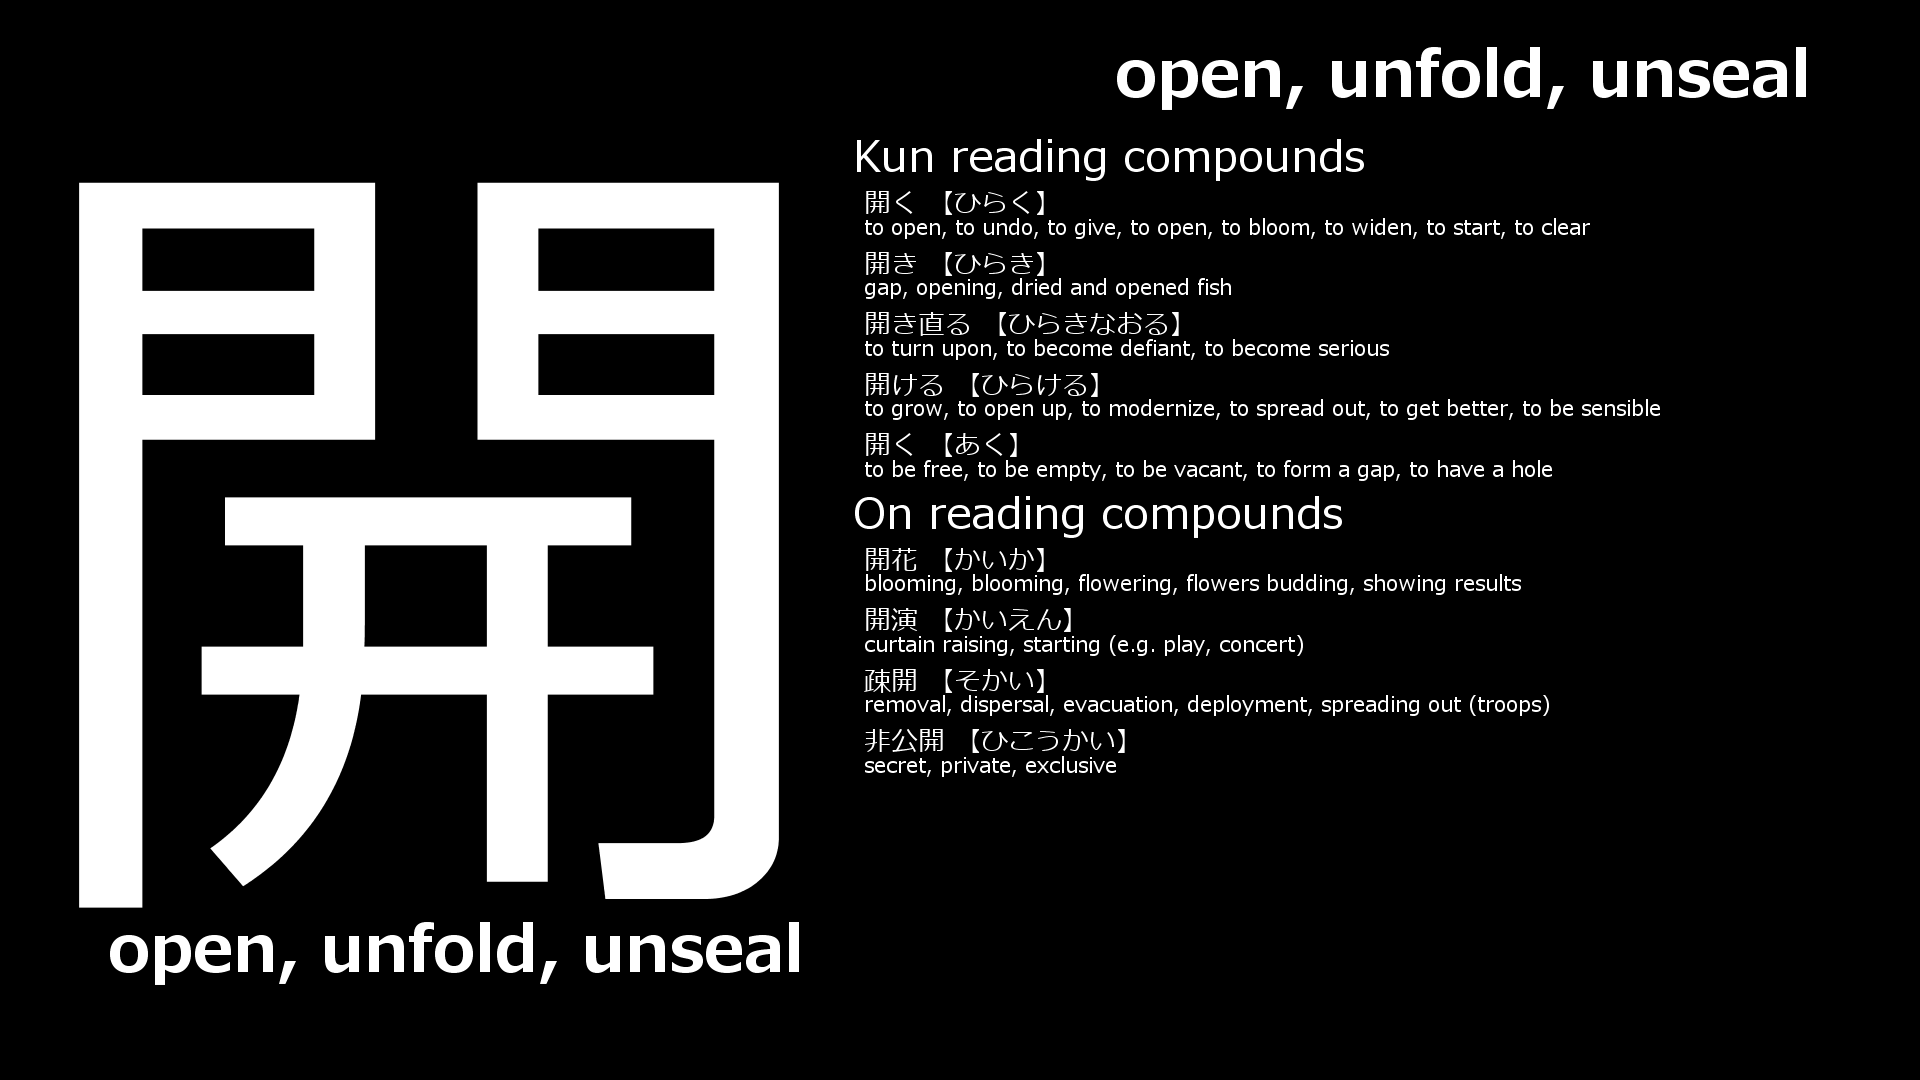 開
open, unfold, unseal
open, unfold, unseal
Kun reading compounds
開く 【ひらく】
to open, to undo, to give, to open, to bloom, to widen, to start, to clear
開き 【ひらき】
gap, opening, dried and opened fish
開き直る 【ひらきなおる】
to turn upon, to become defiant, to become serious
開ける 【ひらける】
to grow, to open up, to modernize, to spread out, to get better, to be sensible
開く 【あく】
to be free, to be empty, to be vacant, to form a gap, to have a hole
On reading compounds
開花 【かいか】
blooming, blooming, flowering, flowers budding, showing results
開演 【かいえん】
curtain raising, starting (e.g. play, concert)
疎開 【そかい】
removal, dispersal, evacuation, deployment, spreading out (troops)
非公開 【ひこうかい】
secret, private, exclusive